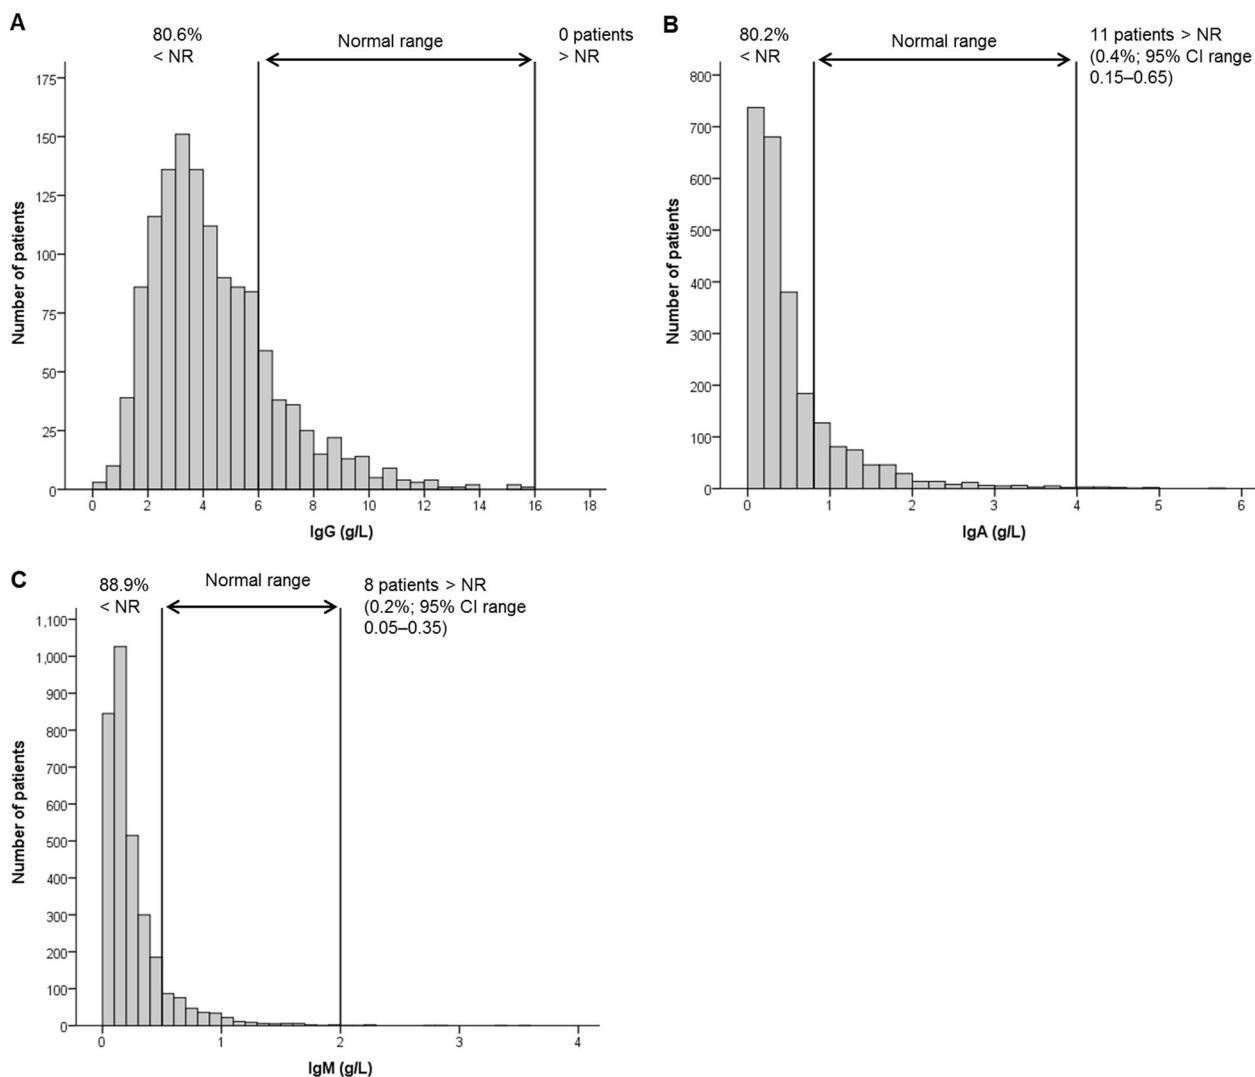 A
80.6%
< NR
Normal range
0 patients
> NR
175
150
125
100
75
50
25
0
Number of patients
0 2 4 6 8 10 12 14 16 18
IgG (g/L)
B
80.2%
< NR
Normal range
11 patients > NR
(0.4%; 95% CI range
0.15–0.65)
800
700
600
500
400
300
200
100
0
Number of patients
0 1 2 3 4 5 6
IgA (g/L)
C
88.9%
< NR
Normal range
8 patients > NR
(0.2%; 95% CI range
0.05–0.35)
1,100
1,000
900
800
700
600
500
400
300
200
100
0
Number of patients
0 1 2 3 4
IgM (g/L)